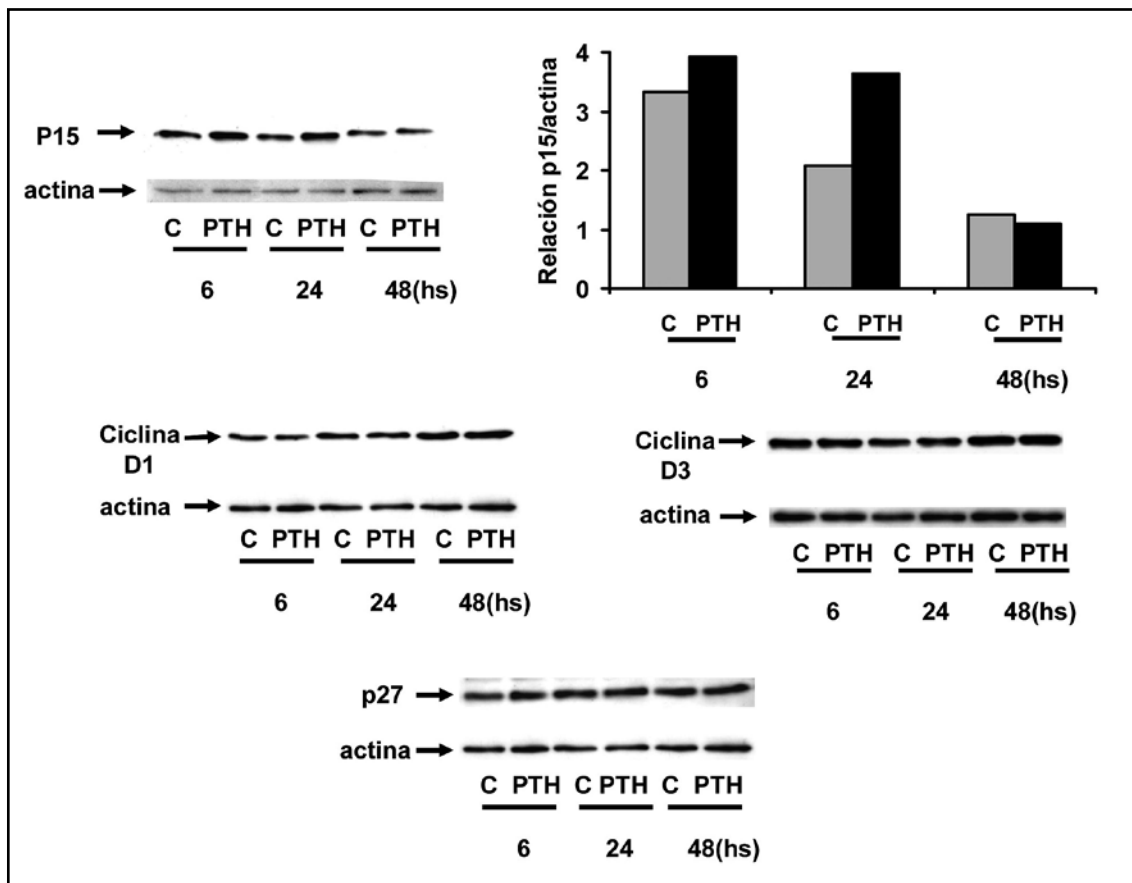 P15
actina
C PTH C PTH C PTH
6 24 48(hs)
Relación p15/actina
4
3
2
1
0
C PTH C PTH C PTH
6 24 48(hs)
Ciclina
D1
actina
C PTH C PTH C PTH
6 24 48(hs)
Ciclina
D3
actina
C PTH C PTH C PTH
6 24 48(hs)
p27
actina
C PTH C PTH C PTH
6 24 48(hs)